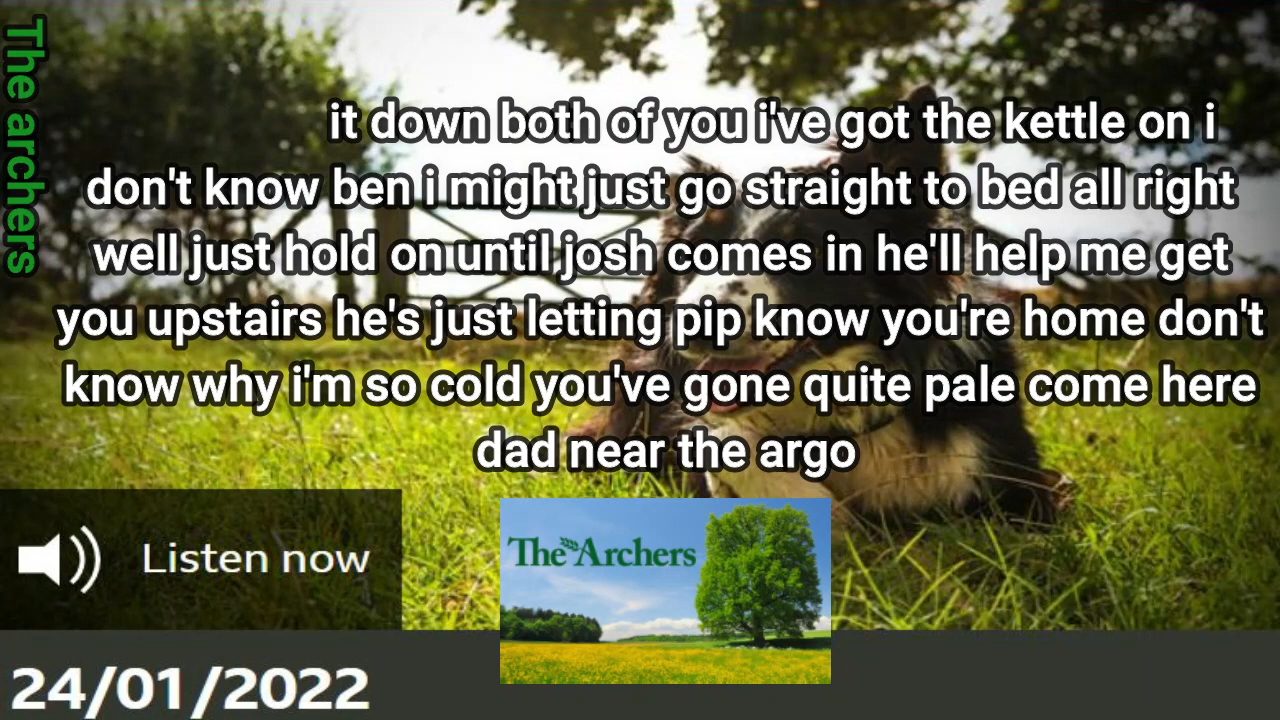 The archers
it down both of you i've got the kettle on i
don't know ben i might just go straight to bed all right
well just hold on until josh comes in he'll help me get
you upstairs he's just letting pip know you're home don't
know why i'm so cold you've gone quite pale come here
dad near the argo
Listen now
The Archers
24/01/2022